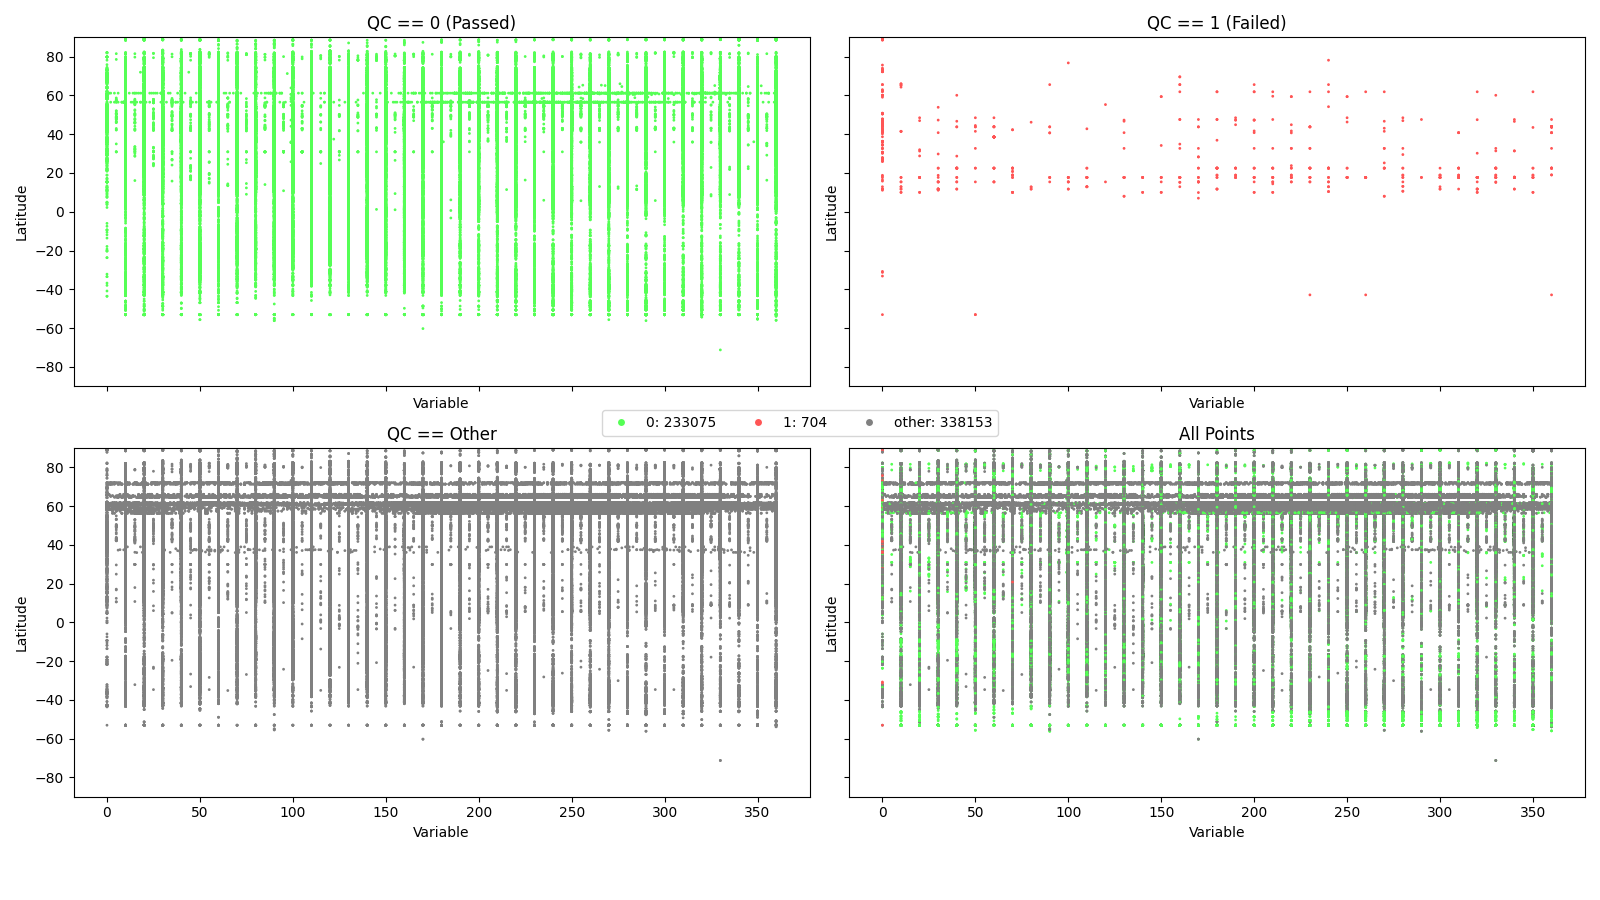 QC == 0 (Passed)
QC == 1 (Failed)
80
60
40
20
0
−20
−40
−60
−80
Latitude
Latitude
Variable
Variable
0: 233075
1: 704
other: 338153
QC == Other
All Points
80
60
40
20
0
−20
−40
−60
−80
Latitude
Latitude
0 50 100 150 200 250 300 350
0 50 100 150 200 250 300 350
Variable
Variable